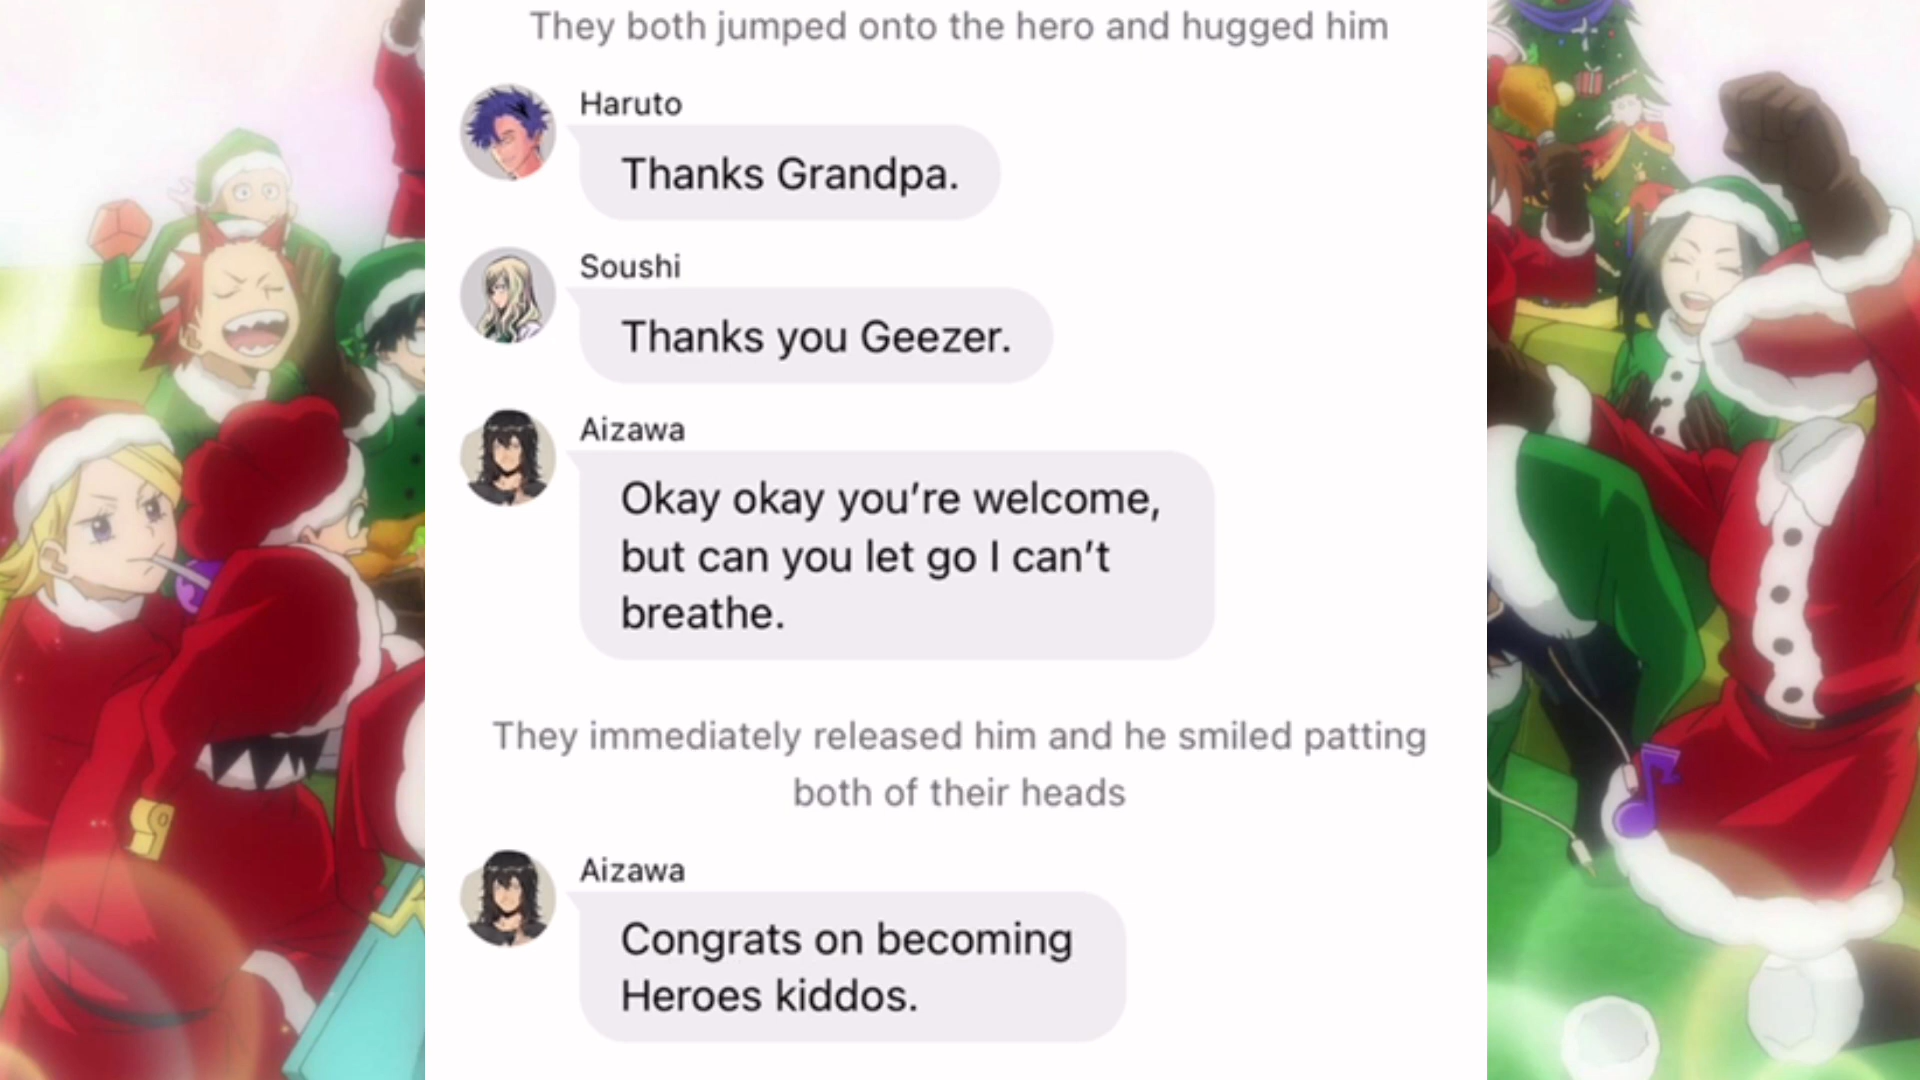 They both jumped onto the hero and hugged him
Haruto
Thanks Grandpa.
Soushi
Thanks you Geezer.
Aizawa
Okay okay you’re welcome,
but can you let go I can’t
breathe.
They immediately released him and he smiled patting
both of their heads
Aizawa
Congrats on becoming
Heroes kiddos.